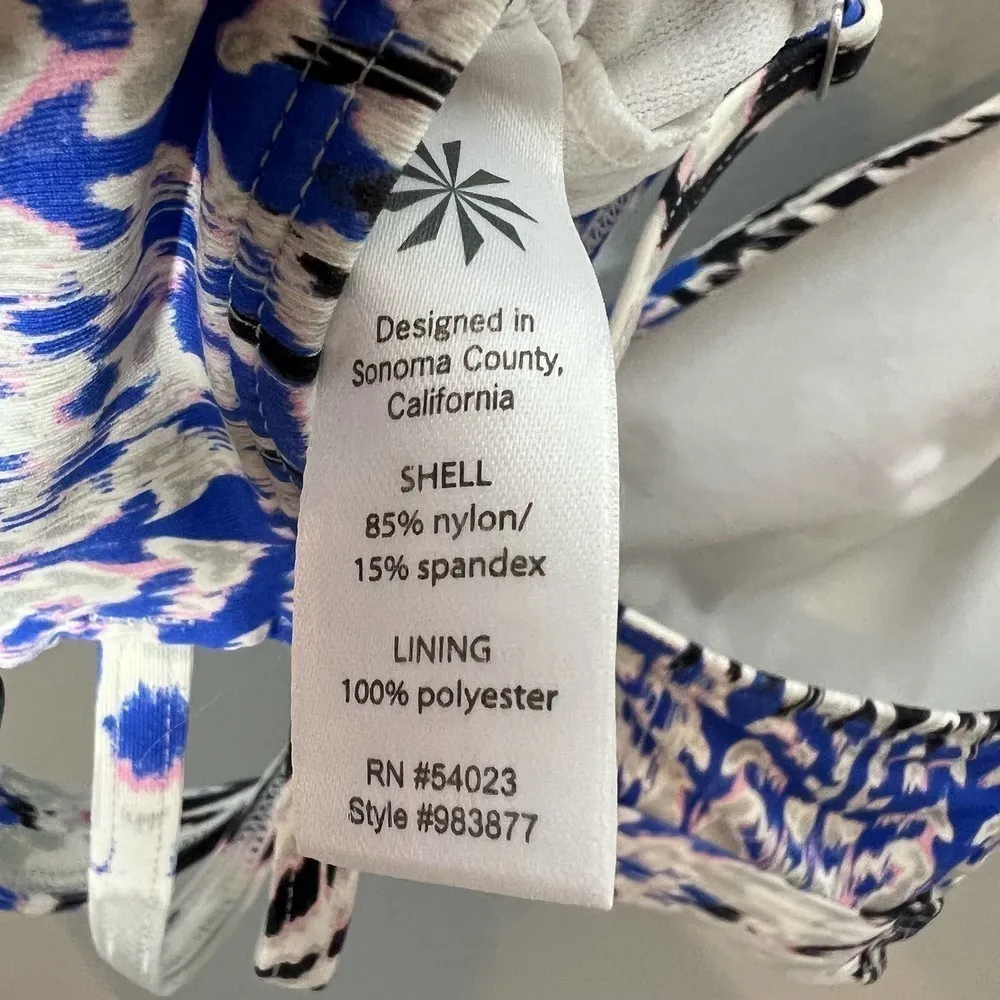 Designed in
Sonoma County,
California
SHELL
85% nylon/
15% spandex
LINING
100% polyester
RN #54023
Style #983877